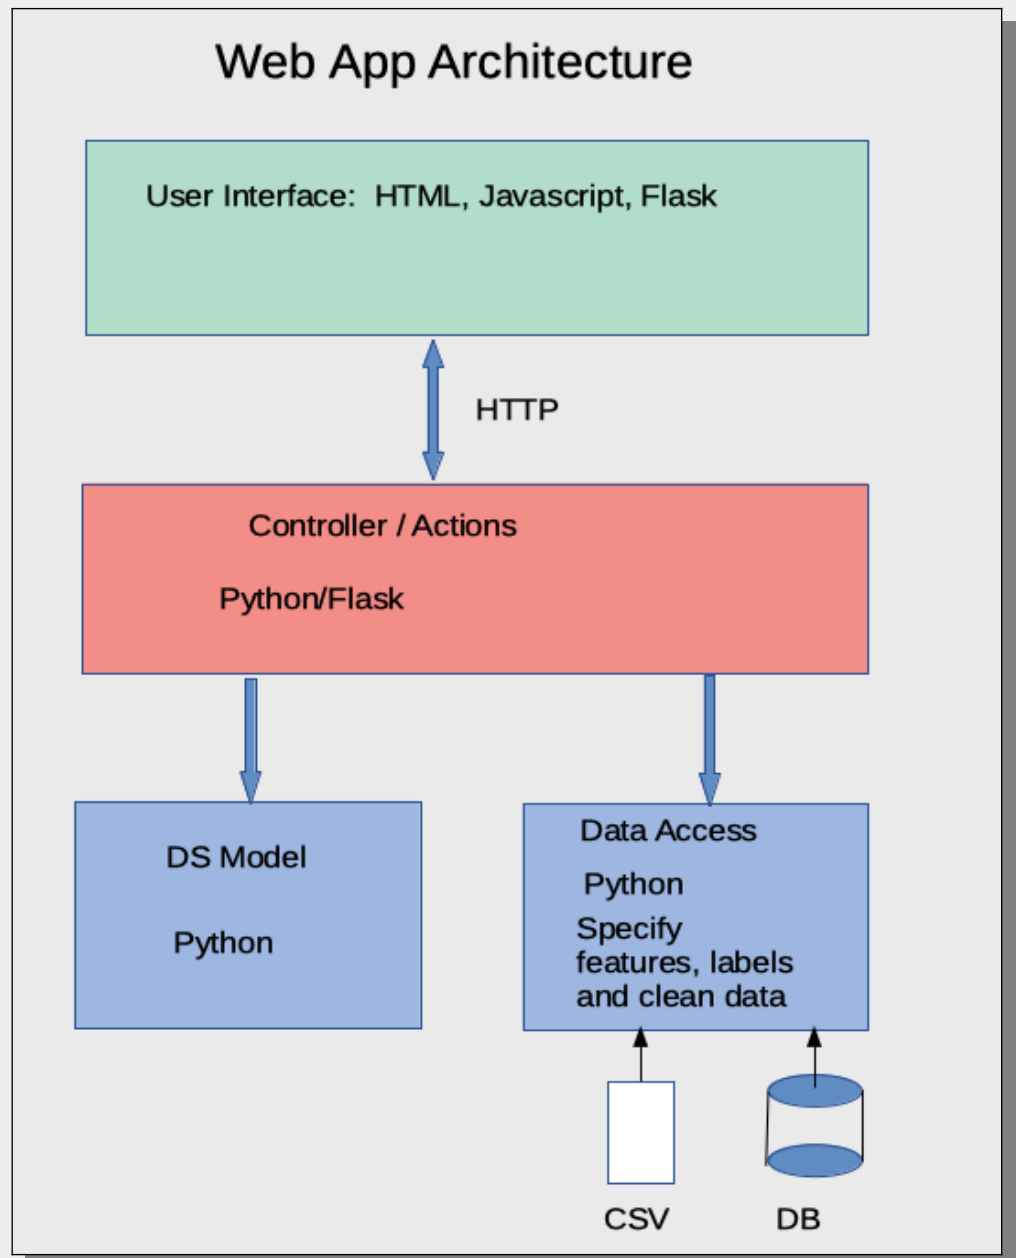 Web App Architecture
User Interface:  HTML, Javascript, Flask
HTTP
Controller / Actions
Python/Flask
DS Model
Python
Data Access
Python
Specify
features, labels
and clean data
CSV
DB